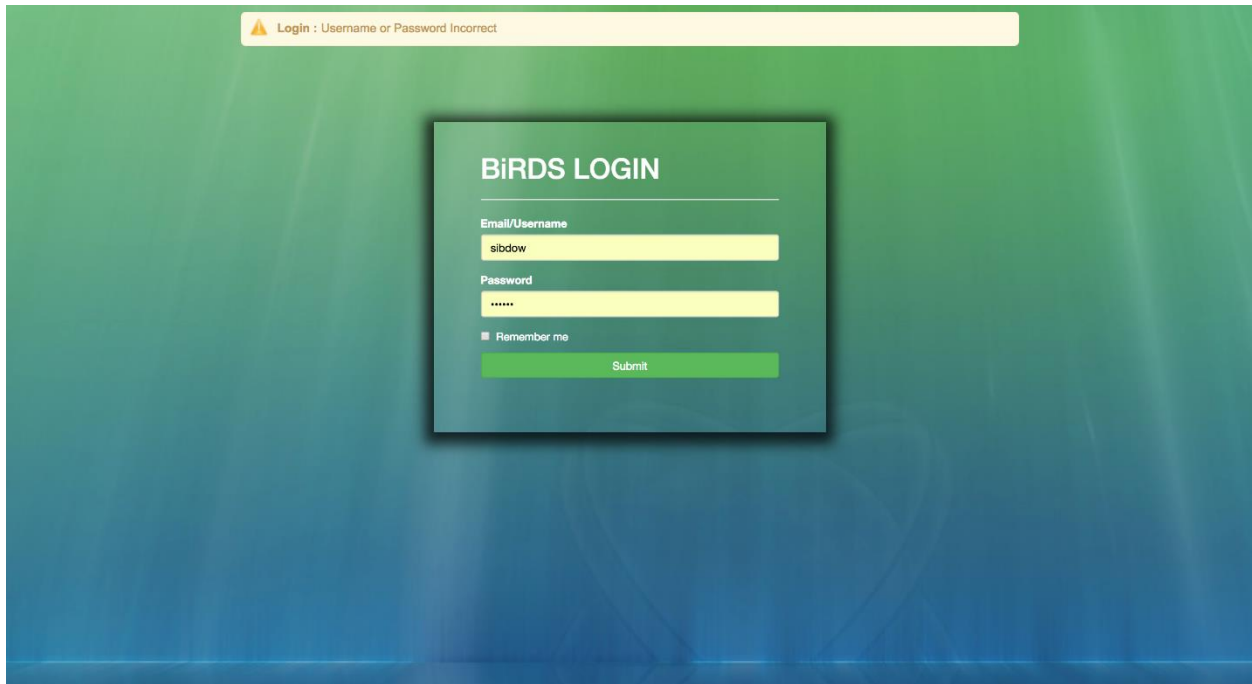 Login : Username or Password Incorrect
BiRDS LOGIN
Email/Username
sibdow
Password
••••••
Remember me
Submit